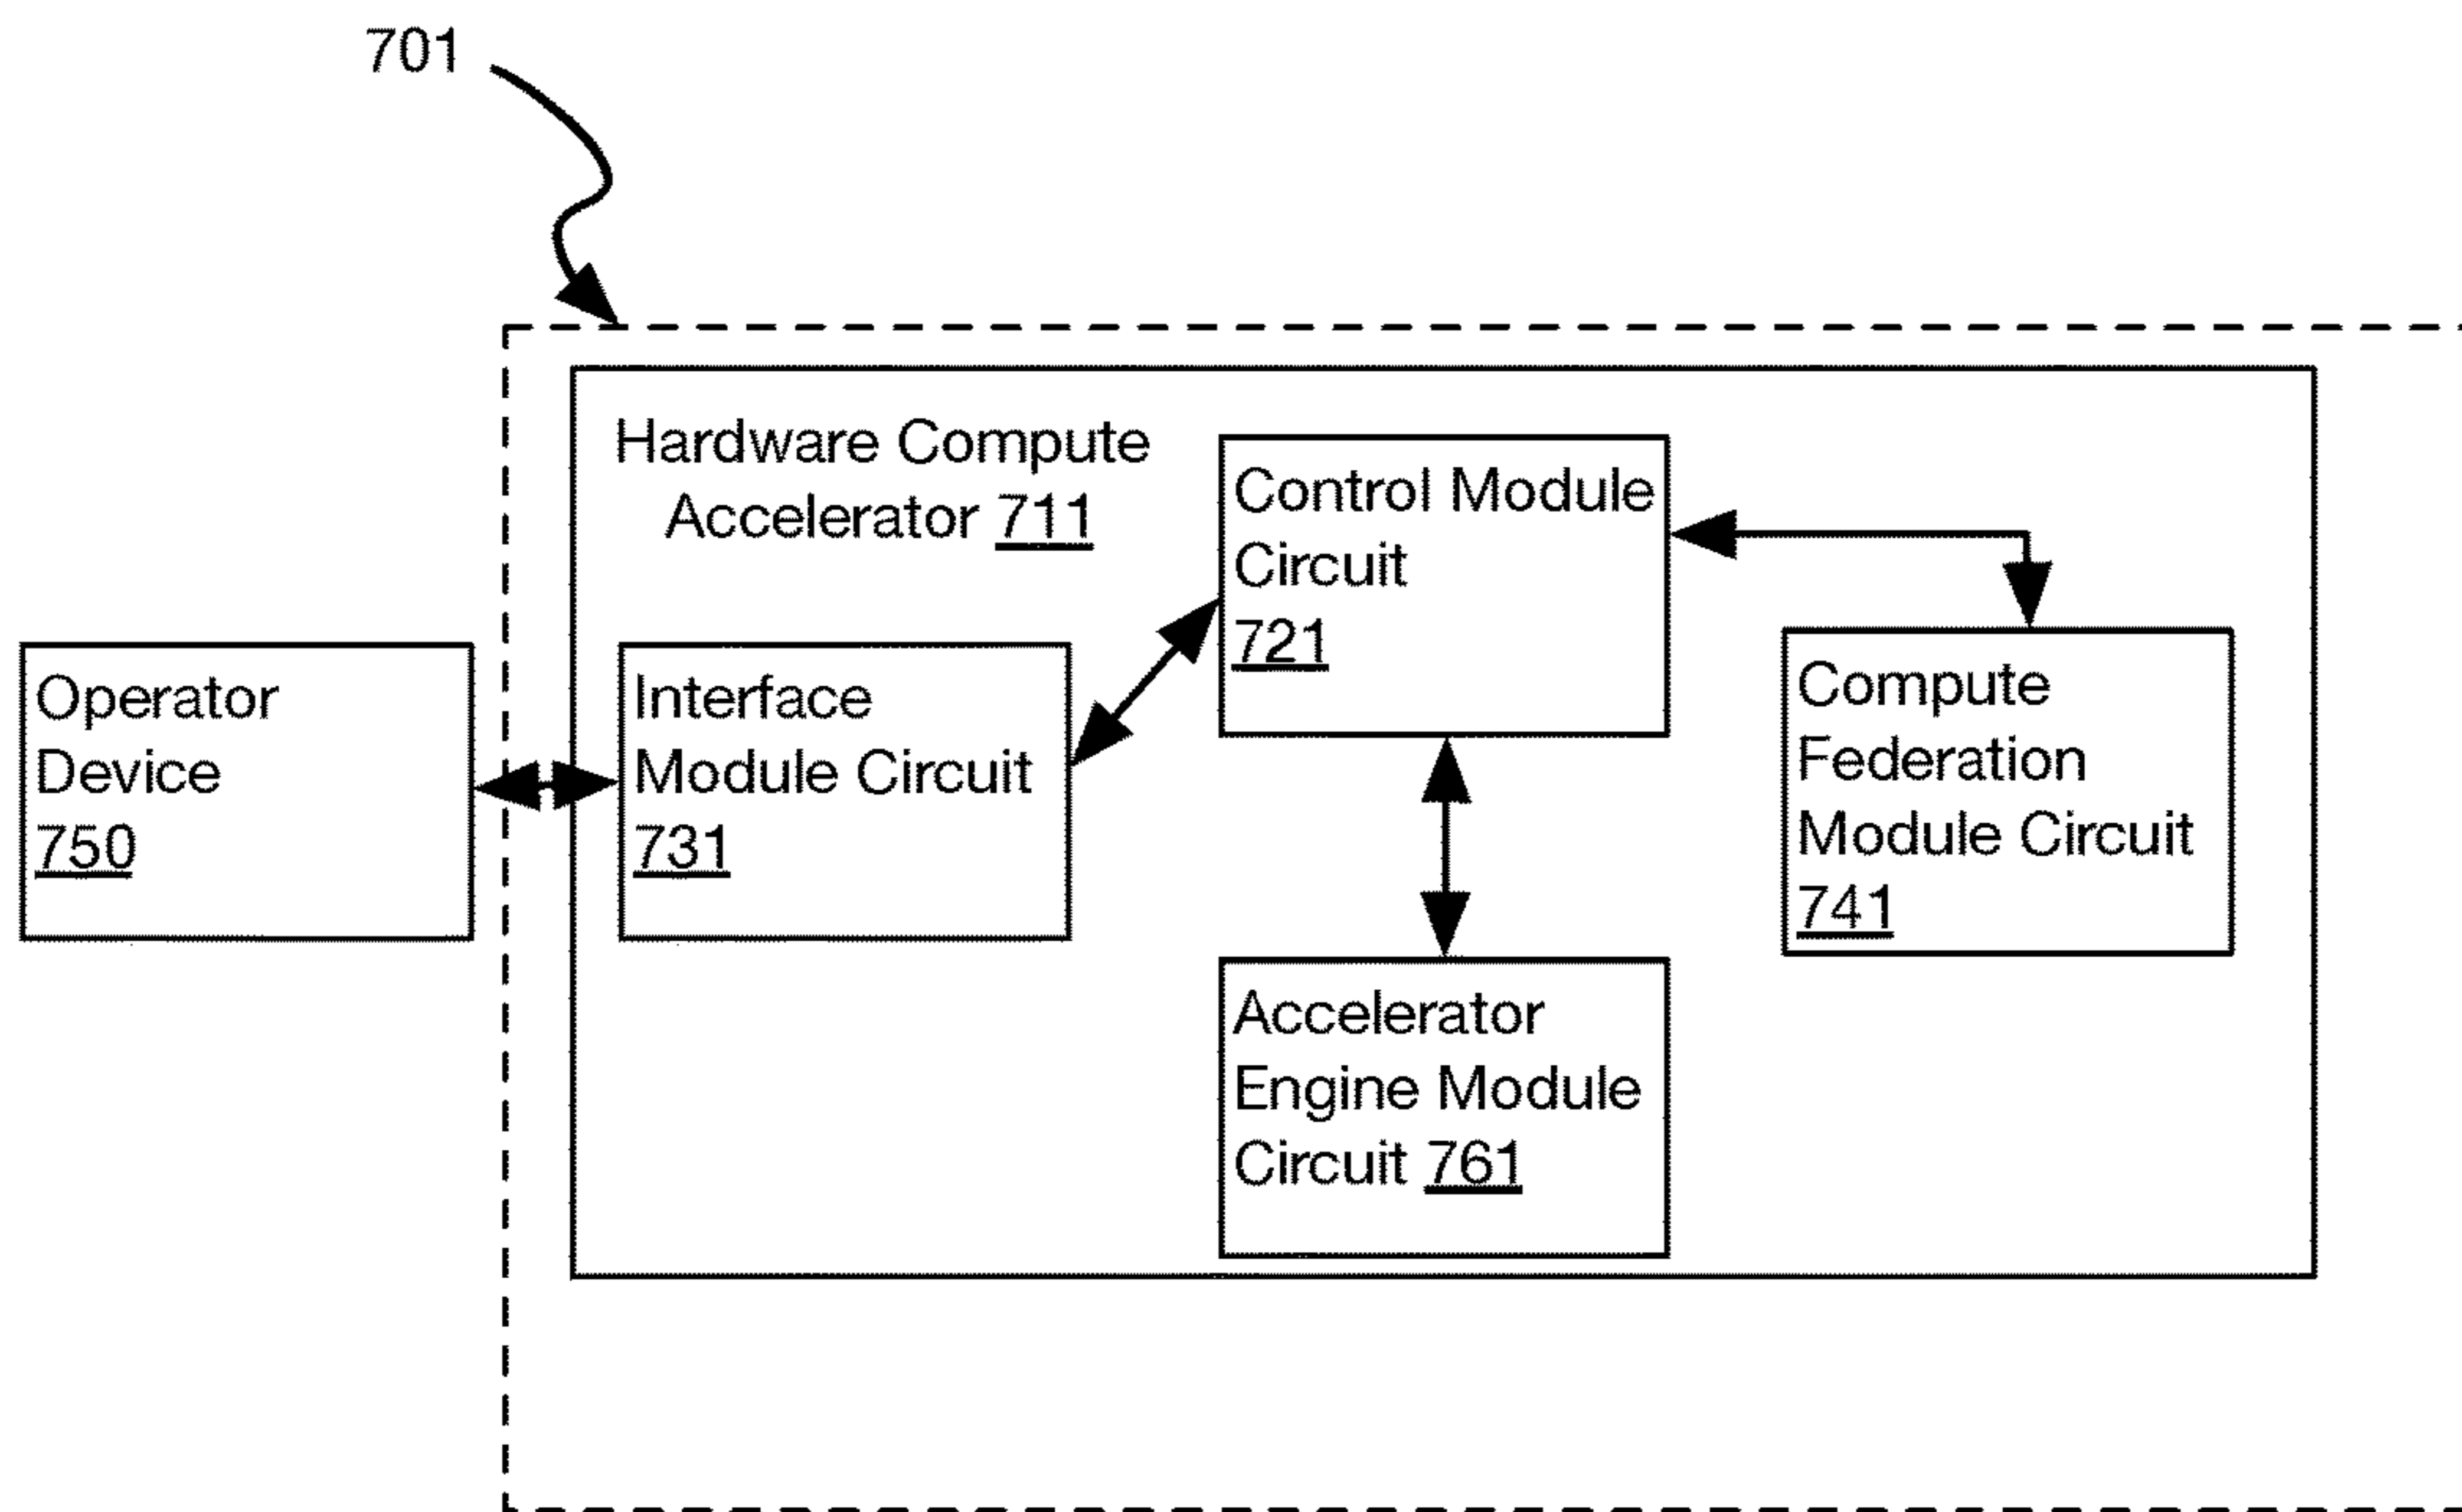 701
Hardware Compute
Accelerator 711
Control Module
Circuit
721
Operator
Device
750
Interface
Module Circuit
731
Compute
Federation
Module Circuit
741
Accelerator
Engine Module
Circuit 761